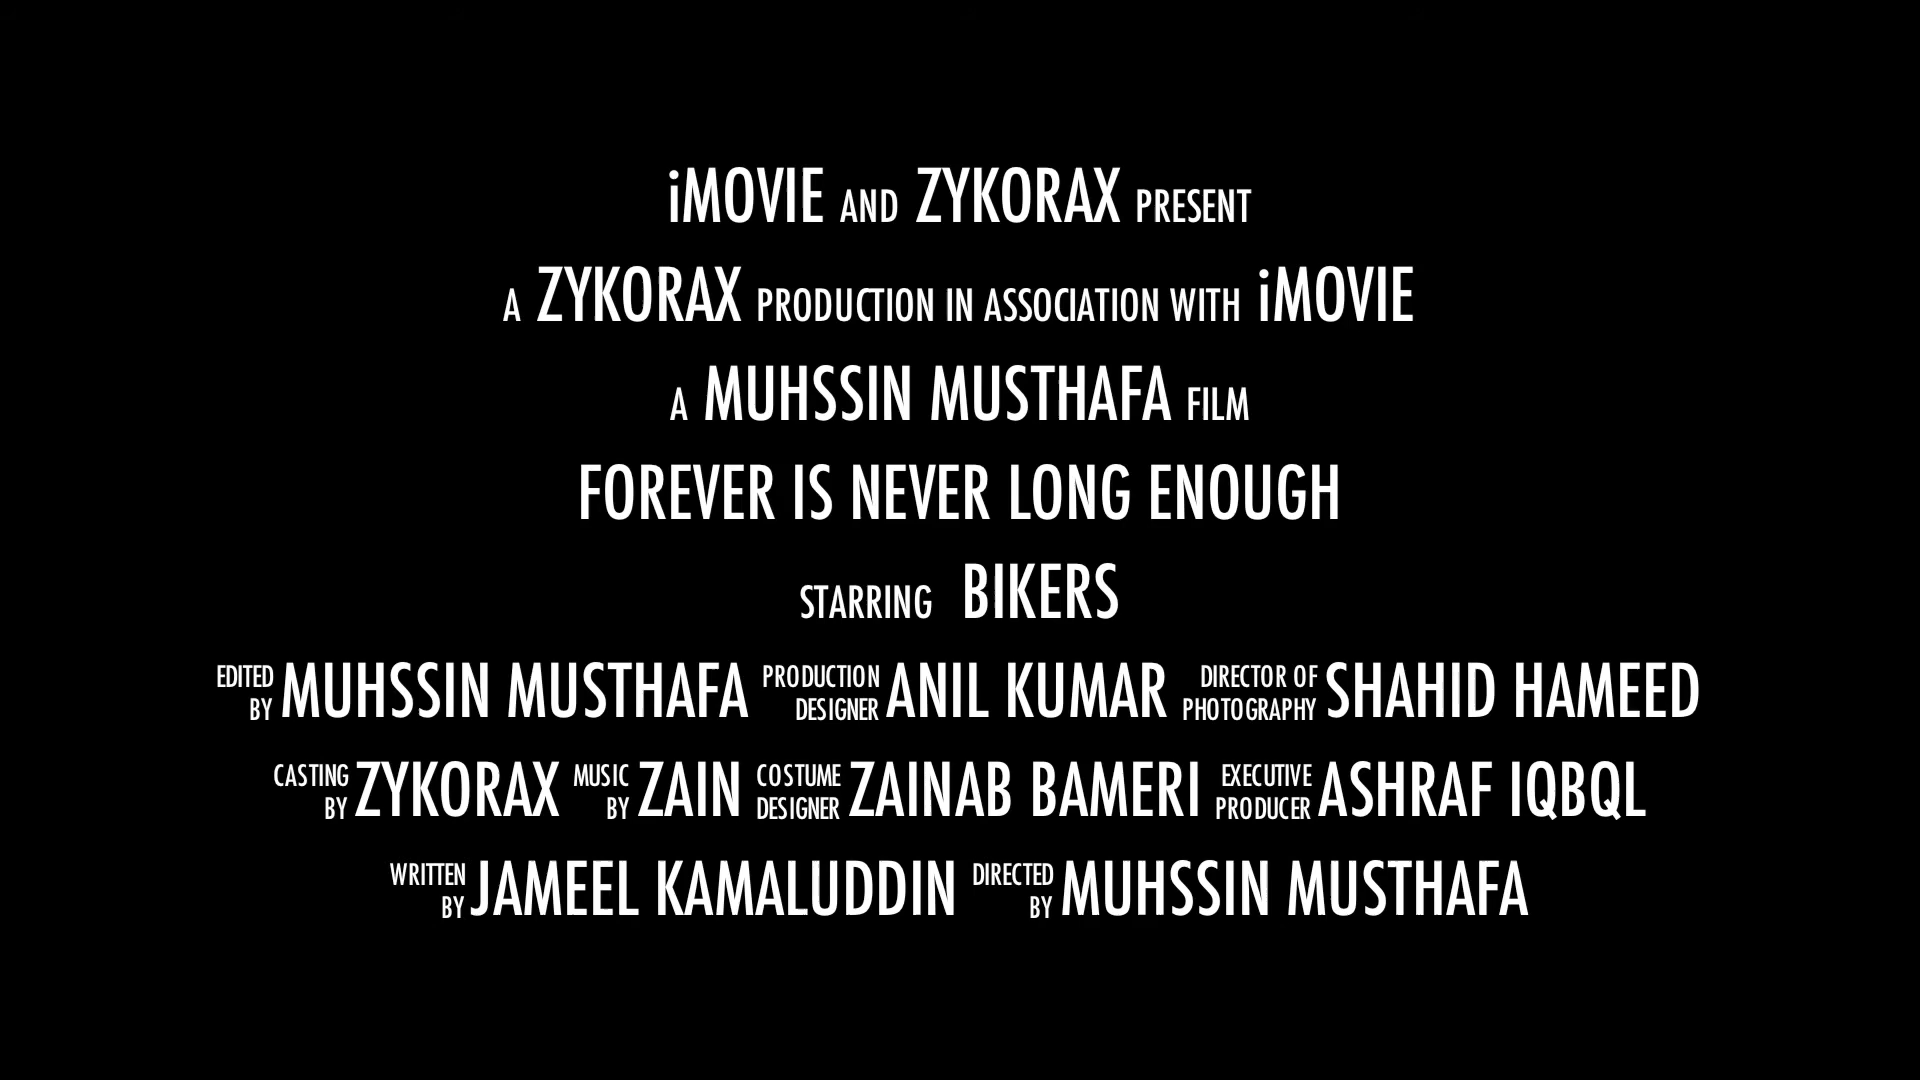 iMOVIE AND ZYKORAX PRESENT
A ZYKORAX PRODUCTION IN ASSOCIATION WITH iMOVIE
A MUHSSIN MUSTHAFA FILM
FOREVER IS NEVER LONG ENOUGH
STARRING BIKERS
EDITED BY MUHSSIN MUSTHAFA PRODUCTION DESIGNER ANIL KUMAR DIRECTOR OF PHOTOGRAPHY SHAHID HAMEED
CASTING BY ZYKORAX MUSIC BY ZAIN COSTUME DESIGNER ZAINAB BAMERI EXECUTIVE PRODUCER ASHRAF IQBQL
WRITTEN BY JAMEEL KAMALUDDIN DIRECTED BY MUHSSIN MUSTHAFA